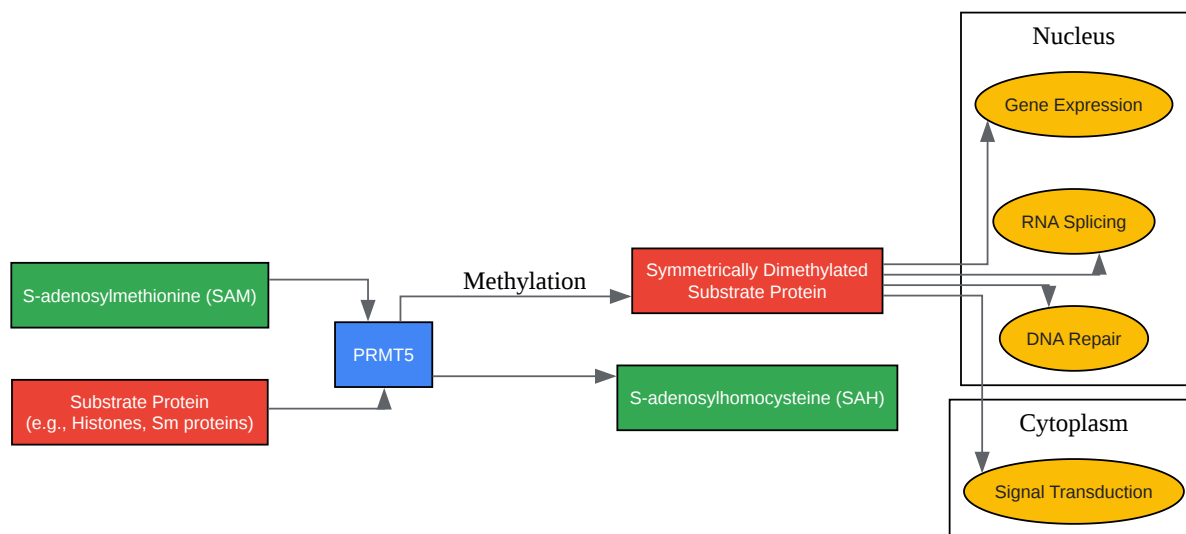 Nucleus
Gene Expression
RNA Splicing
DNA Repair
Cytoplasm
Signal Transduction
Symmetrically Dimethylated
Substrate Protein
Methylation
S-adenosylmethionine (SAM)
PRMT5
Substrate Protein
(e.g., Histones, Sm proteins)
S-adenosylhomocysteine (SAH)